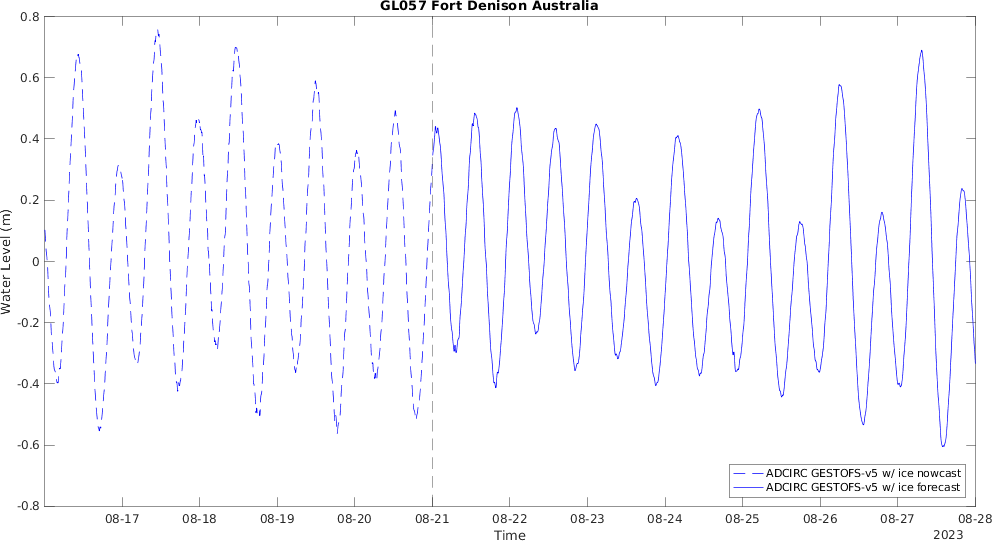 GL057 Fort Denison Australia
0.8
0.6
0.4
0.2
0
-0.2
-0.4
-0.6
-0.8
Water Level (m)
ADCIRC GESTOFS-v5 w/ ice nowcast
ADCIRC GESTOFS-v5 w/ ice forecast
08-17 08-18 08-19 08-20 08-21 08-22 08-23 08-24 08-25 08-26 08-27 08-28
Time
2023